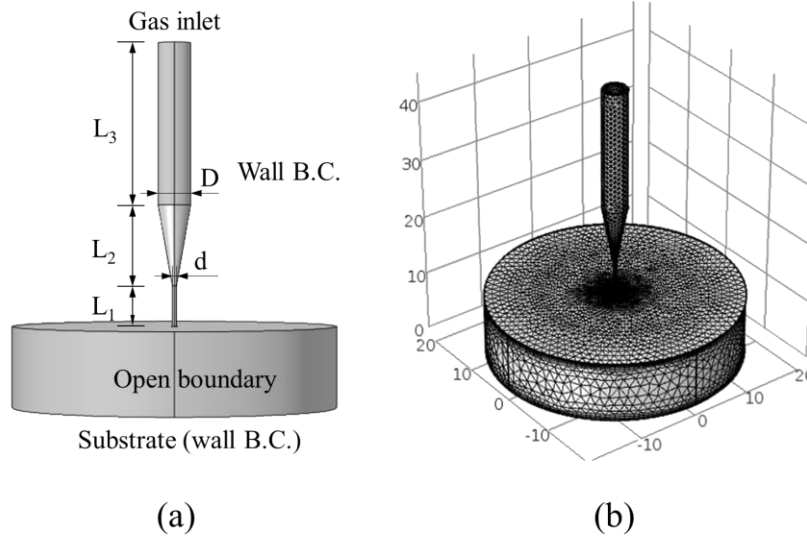 Gas inlet
L3
D
Wall B.C.
L2
d
L1
Open boundary
Substrate (wall B.C.)
(a)
40
30
20
10
0
20
10
0
-10
-10
0
10
20
(b)